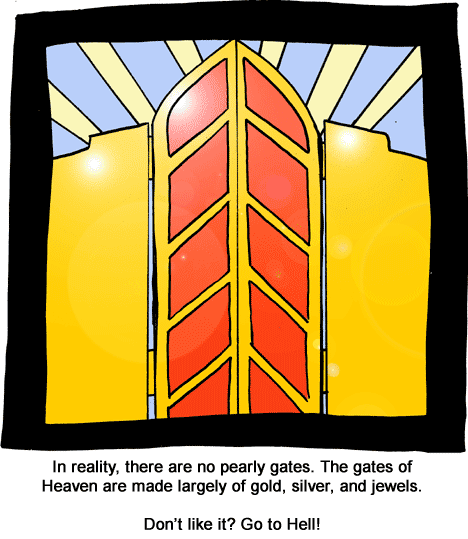 In reality, there are no pearly gates. The gates of
Heaven are made largely of gold, silver, and jewels.
Don't like it? Go to Hell!